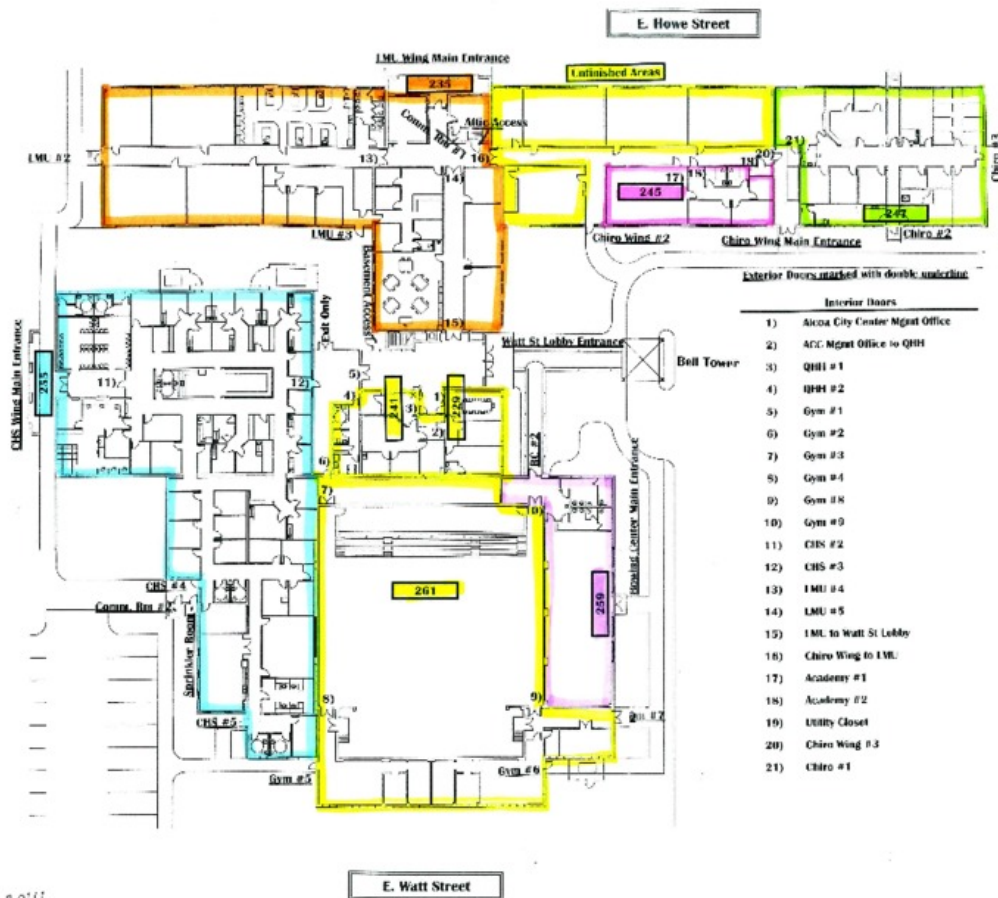 E. Howe Street
LMU Wing Main Entrance
235
Unfinished Areas
Attic Access
Comm. Rm #1
LMU #2
13)
16)
14)
21)
20)
19)
18)
17)
245
247
Chiro #3
LMU #3
Chiro Wing #2
Chiro Wing Main Entrance
Chiro #2
Basement Access
Exterior Doors marked with double underline
Interior Doors
1) Alcoa City Center Mgmt Office
2) ACC Mgmt Office to QHH
3) QHH #1
4) QHH #2
5) Gym #1
6) Gym #2
7) Gym #3
8) Gym #4
9) Gym #8
10) Gym #9
11) CHS #2
12) CHS #3
13) LMU #4
14) LMU #5
15) LMU to Watt St Lobby
16) Chiro Wing to LMU
17) Academy #1
18) Academy #2
19) Utility Closet
20) Chiro Wing #3
21) Chiro #1
Exit Only
15)
Watt St Lobby Entrance
Bell Tower
CHS Wing Main Entrance
255
11)
12)
5)
4)
241
3)
1)
229
2)
6)
RC #2
7)
10)
261
259
Rowing Center Main Entrance
CHS #4
Comm. Rm #2
Sprinkler Room
8)
9)
CHS #5
Gym #7
Gym #5
Gym #6
E. Watt Street